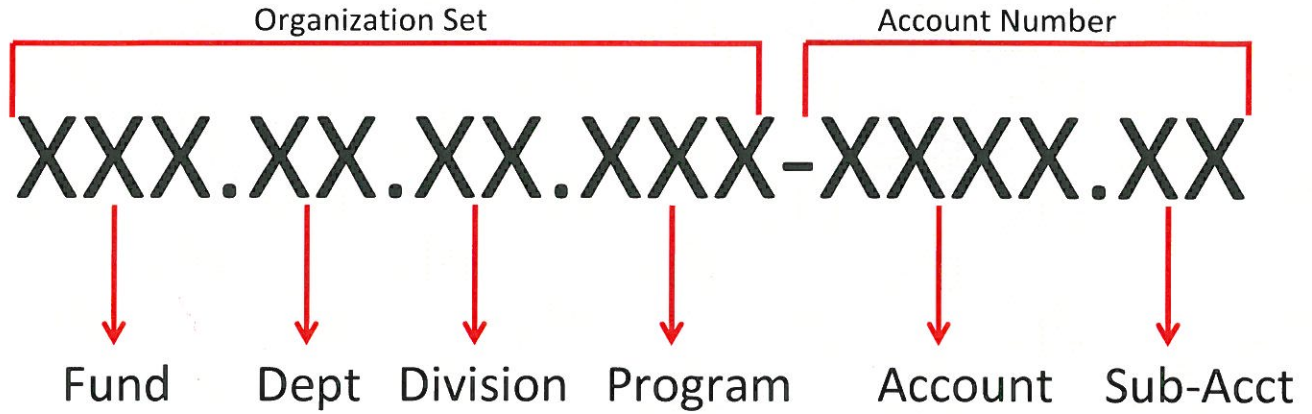 Organization Set Account Number
XXX.XX.XX.XXX-XXXX.XX
Fund Dept Division Program Account Sub-Acct